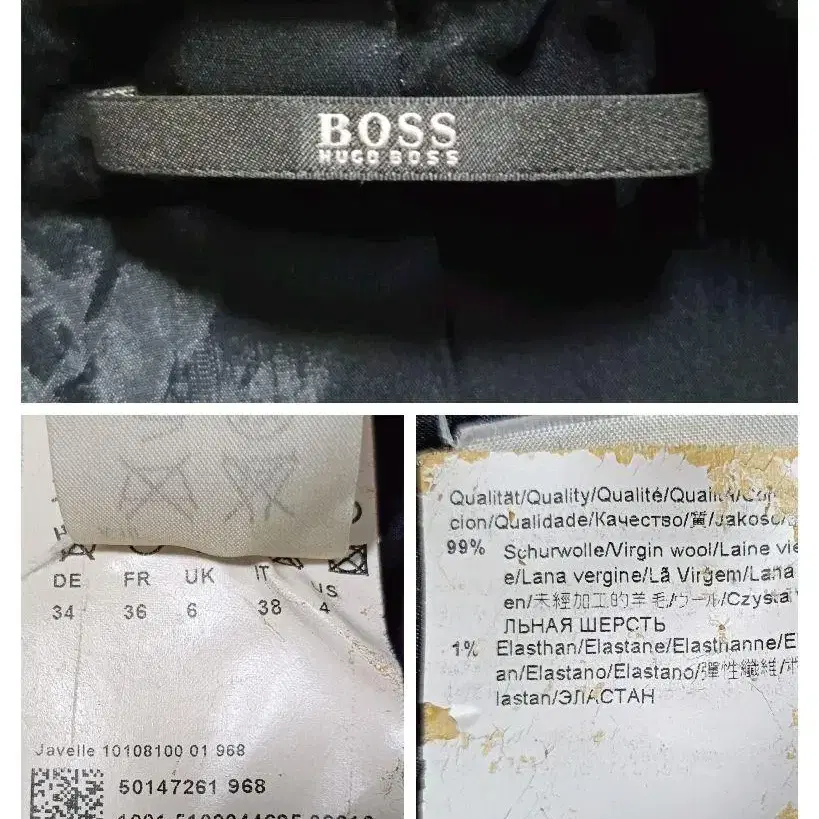 BOSS
HUGO BOSS
DE FR UK IT US
34 36 6 38 4
Javelle 10108100 01 968
50147261 968
Qualität/Quality/Qualité/
cion/Qualidade/Качество/質/Jakość/
99% Schurwolle/Virgin wool/Laine vie
e/Lana vergine/Lã Virgem/Lana
en/未經加工的羊毛/ウール/Czysta
ЛЬНАЯ ШЕРСТЬ
1% Elasthan/Elastane/Elasthanne/E
an/Elastano/Elastano/彈性纖維/ポ
lastan/ЭЛАСТАН